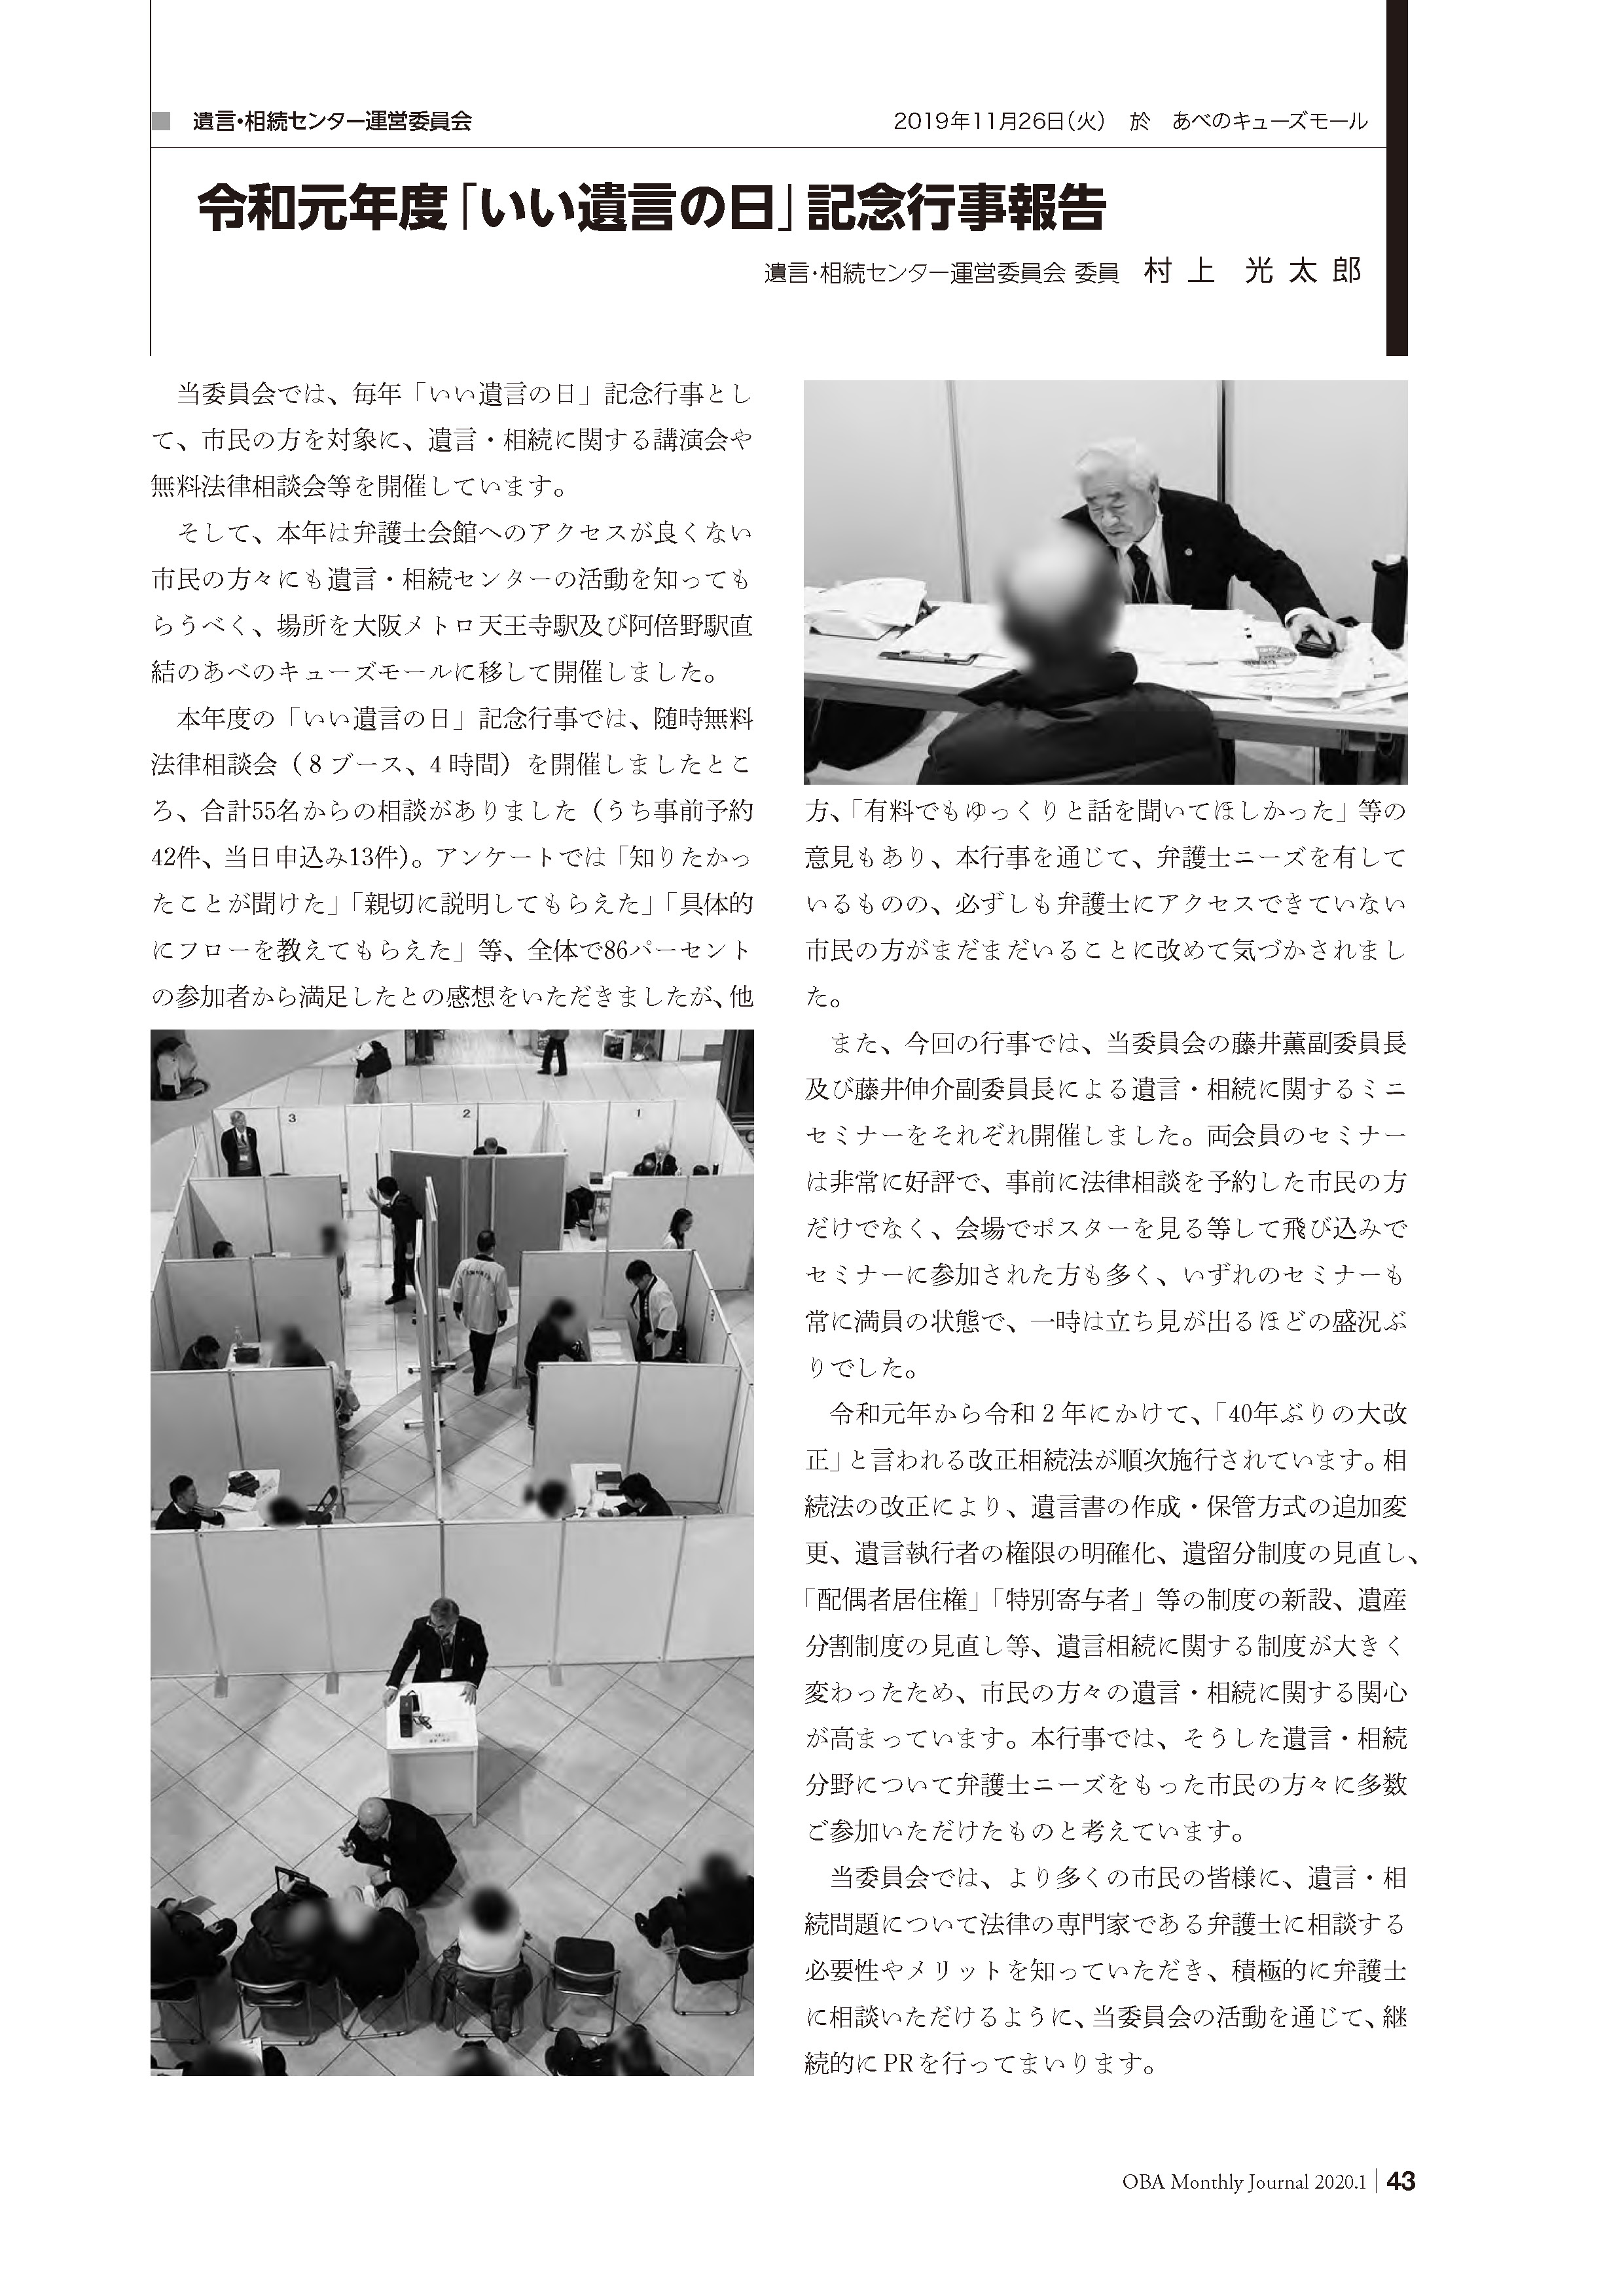 遺言・相続センター運営委員会
2019年11月26日(火) 於 あべのキューズモール
令和元年度「いい遺言の日」記念行事報告
遺言・相続センター運営委員会 委員 村上 光太郎
当委員会では、毎年「いい遺言の日」記念行事とし
て、市民の方を対象に、遺言・相続に関する講演会や
無料法律相談会等を開催しています。
そして、本年は弁護士会館へのアクセスが良くない
市民の方々にも遺言・相続センターの活動を知っても
らうべく、場所を大阪メトロ天王寺駅及び阿倍野駅直
結のあべのキューズモールに移して開催しました。
本年度の「いい遺言の日」記念行事では、随時無料
法律相談会（8ブース、4時間）を開催しましたとこ
ろ、合計55名からの相談がありました（うち事前予約
42件、当日申込み13件）。アンケートでは「知りたかっ
たことが聞けた」「親切に説明してもらえた」「具体的
にフローを教えてもらえた」等、全体で86パーセント
の参加者から満足したとの感想をいただきましたが、他
3
2
1
方、「有料でもゆっくりと話を聞いてほしかった」等の
意見もあり、本行事を通じて、弁護士ニーズを有して
いるものの、必ずしも弁護士にアクセスできていない
市民の方がまだまだいることに改めて気づかされまし
た。
また、今回の行事では、当委員会の藤井薫副委員長
及び藤井伸介副委員長による遺言・相続に関するミニ
セミナーをそれぞれ開催しました。両会員のセミナー
は非常に好評で、事前に法律相談を予約した市民の方
だけでなく、会場でポスターを見る等して飛び込みで
セミナーに参加された方も多く、いずれのセミナーも
常に満員の状態で、一時は立ち見が出るほどの盛況ぶ
りでした。
令和元年から令和2年にかけて、「40年ぶりの大改
正」と言われる改正相続法が順次施行されています。相
続法の改正により、遺言書の作成・保管方式の追加変
更、遺言執行者の権限の明確化、遺留分制度の見直し、
「配偶者居住権」「特別寄与者」等の制度の新設、遺産
分割制度の見直し等、遺言相続に関する制度が大きく
変わったため、市民の方々の遺言・相続に関する関心
が高まっています。本行事では、そうした遺言・相続
分野について弁護士ニーズをもった市民の方々に多数
ご参加いただけたものと考えています。
当委員会では、より多くの市民の皆様に、遺言・相
続問題について法律の専門家である弁護士に相談する
必要性やメリットを知っていただき、積極的に弁護士
に相談いただけるように、当委員会の活動を通じて、継
続的にPRを行ってまいります。
OBA Monthly Journal 2020.1 43